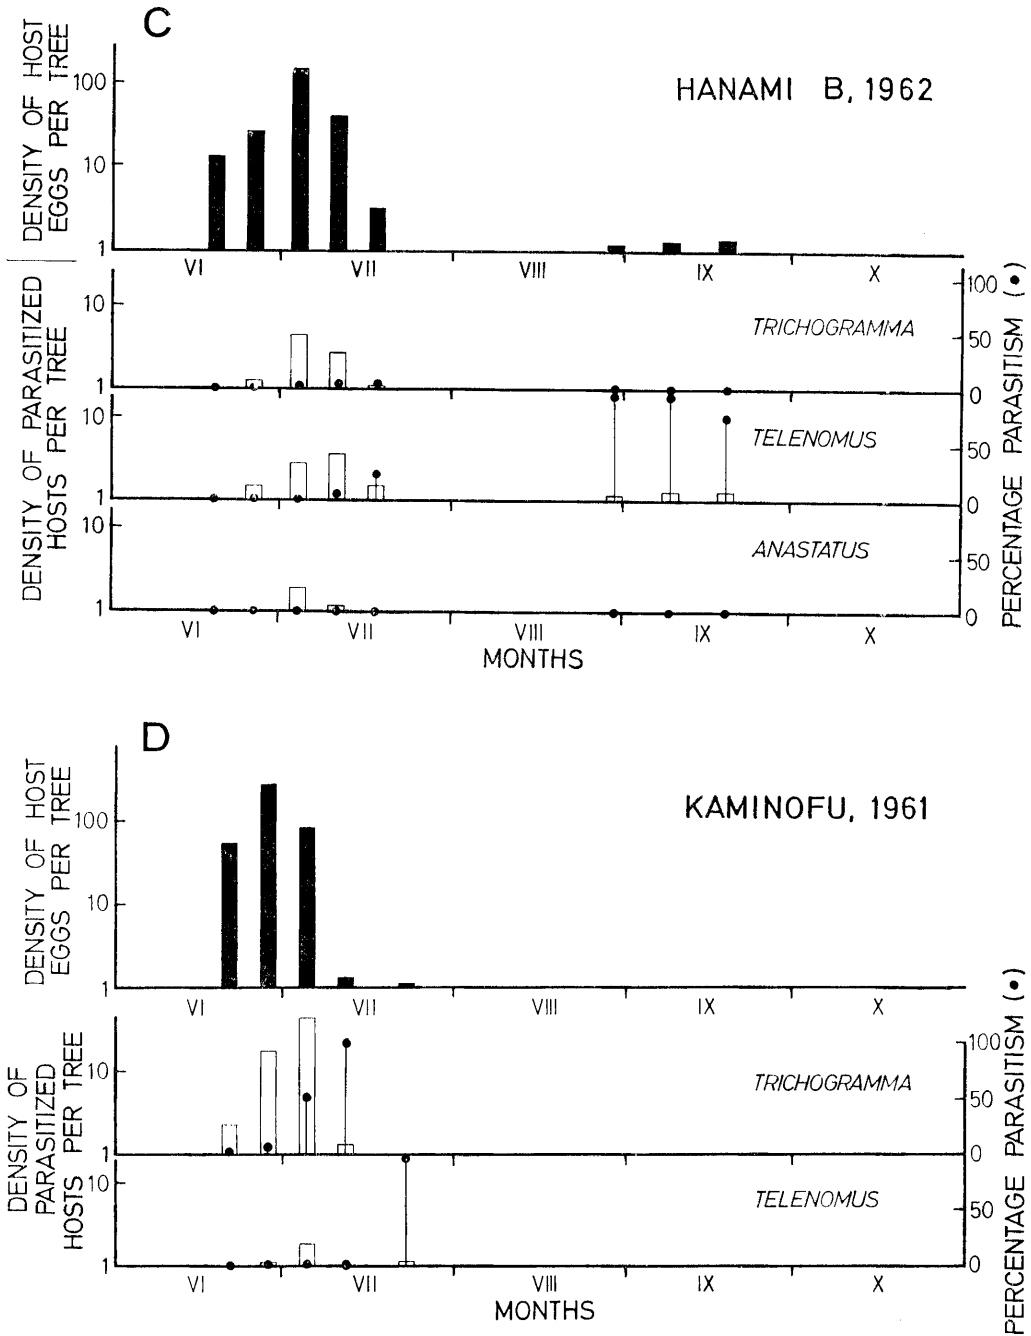 C
HANAMI B, 1962
DENSITY OF HOST
EGGS PER TREE
100
10
1
VI VII VIII IX X
DENSITY OF PARASITIZED
HOSTS PER TREE
PERCENTAGE PARASITISM (●)
10
1
TRICHOGRAMMA
100
50
0
10
1
TELENOMUS
50
0
10
1
ANASTATUS
50
0
VI VII VIII IX X
MONTHS
D
KAMINOFU, 1961
DENSITY OF HOST
EGGS PER TREE
100
10
1
VI VII VIII IX X
DENSITY OF
PARASITIZED
HOSTS PER TREE
PERCENTAGE PARASITISM (●)
10
1
TRICHOGRAMMA
100
50
0
10
1
TELENOMUS
50
0
VI VII VIII IX X
MONTHS